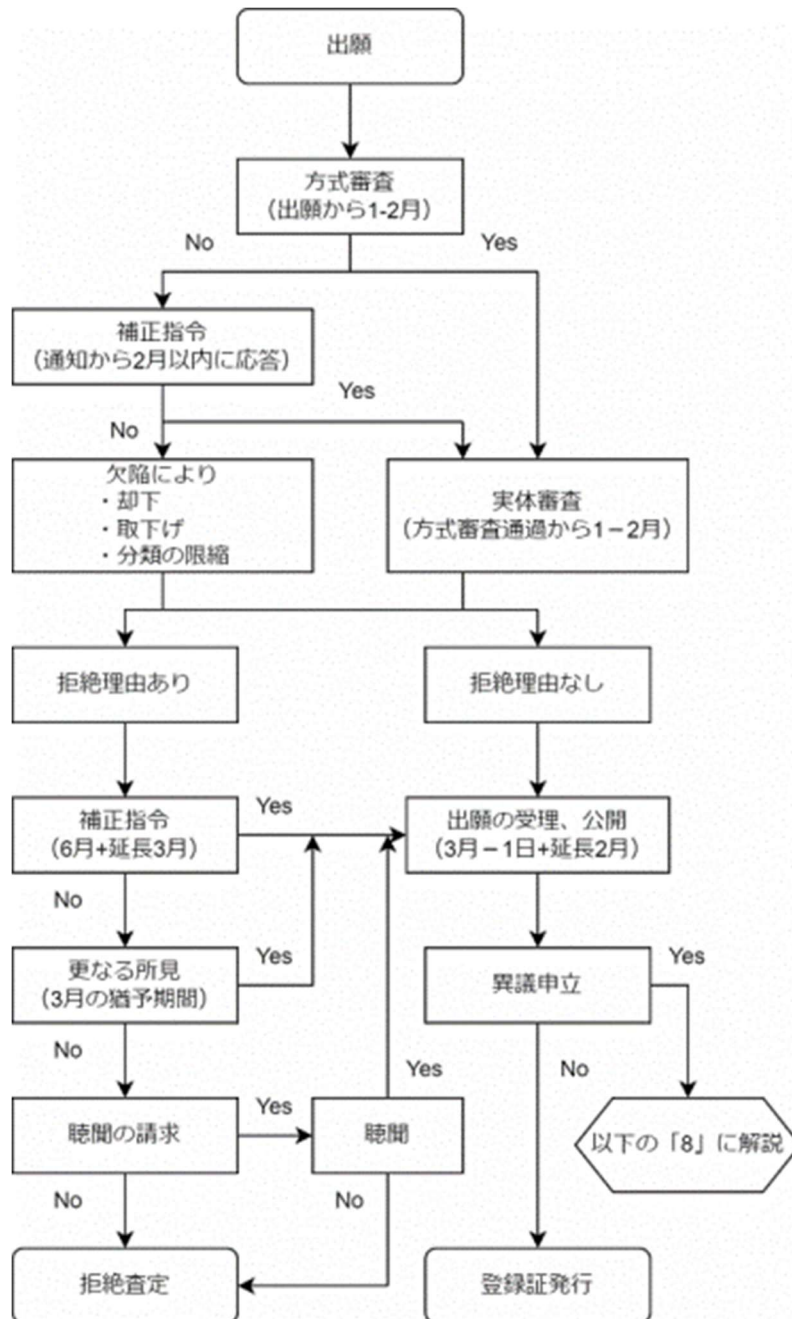 出願
方式審査
(出願から1-2月)
No
Yes
補正指令
(通知から2月以内に応答)
Yes
No
欠陥により
・却下
・取下げ
・分類の限縮
実体審査
(方式審査通過から1－2月)
拒絶理由あり
拒絶理由なし
補正指令
(6月+延長3月)
Yes
出願の受理、公開
(3月－1日+延長2月)
No
更なる所見
(3月の猶予期間)
Yes
異議申立
Yes
No
聴聞の請求
Yes
聴聞
Yes
No
以下の「8」に解説
No
No
拒絶査定
登録証発行